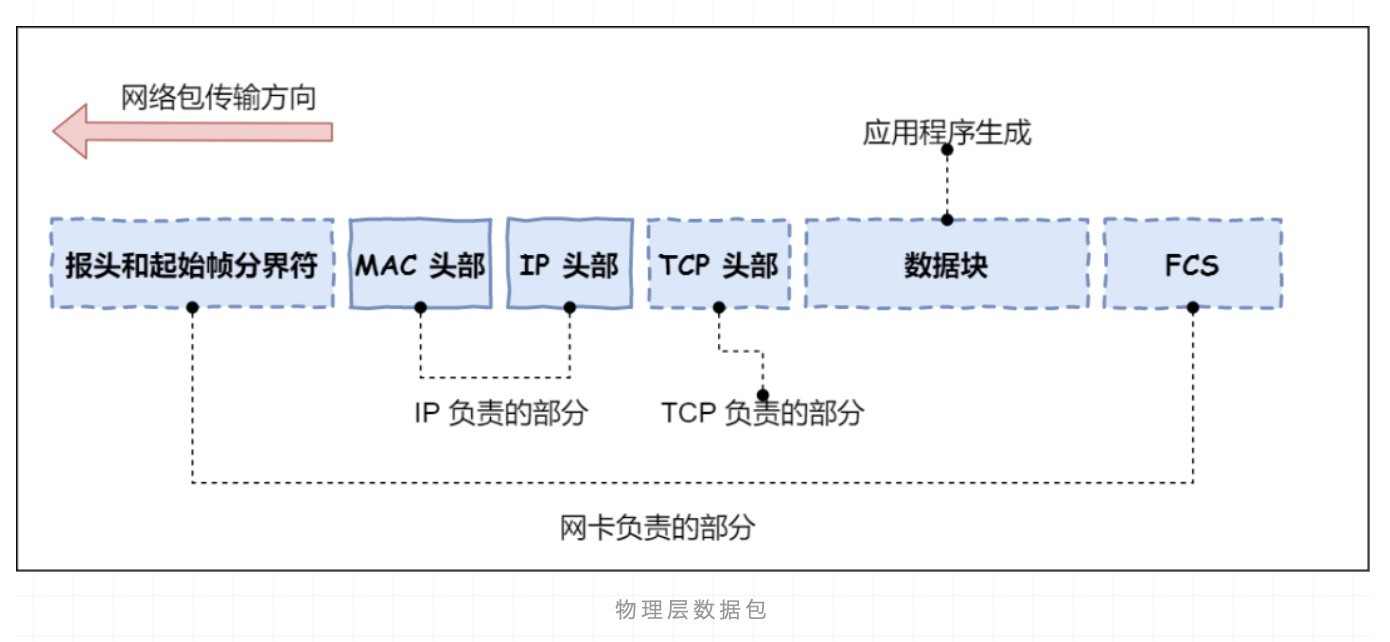 网络包传输方向
应用程序生成
报头和起始帧分界符 MAC 头部 IP 头部 TCP 头部 数据块 FCS
IP 负责的部分 TCP 负责的部分
网卡负责的部分
物理层数据包